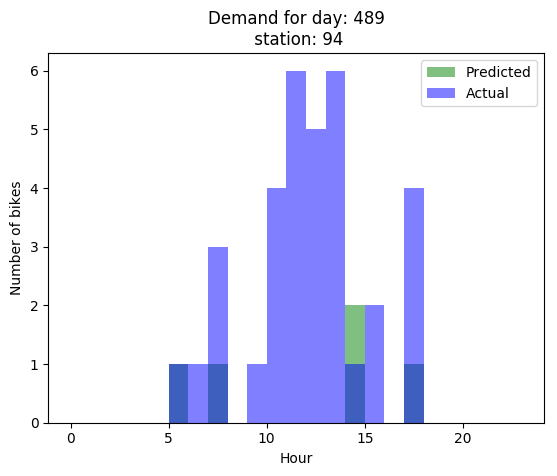 Demand for day: 489
station: 94
Predicted
Actual
6
5
4
3
2
1
0
Number of bikes
0 5 10 15 20
Hour